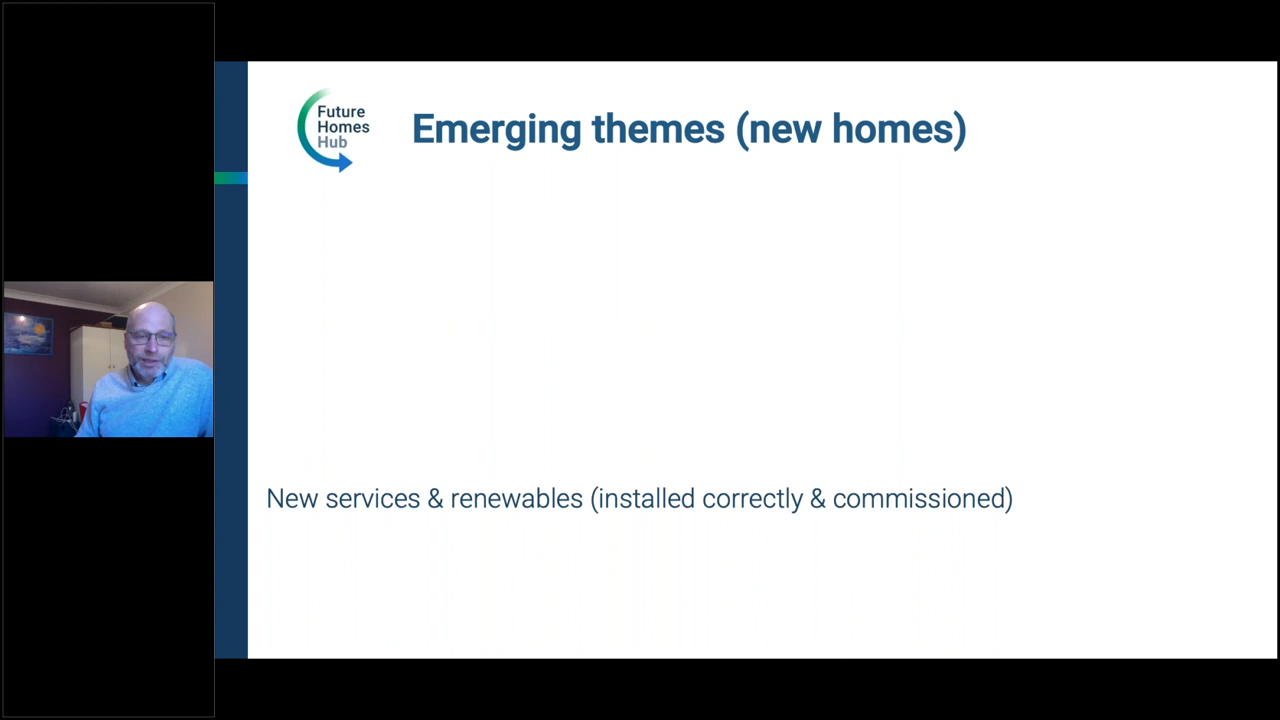 Future
Homes
Hub
Emerging themes (new homes)
New services & renewables (installed correctly & commissioned)